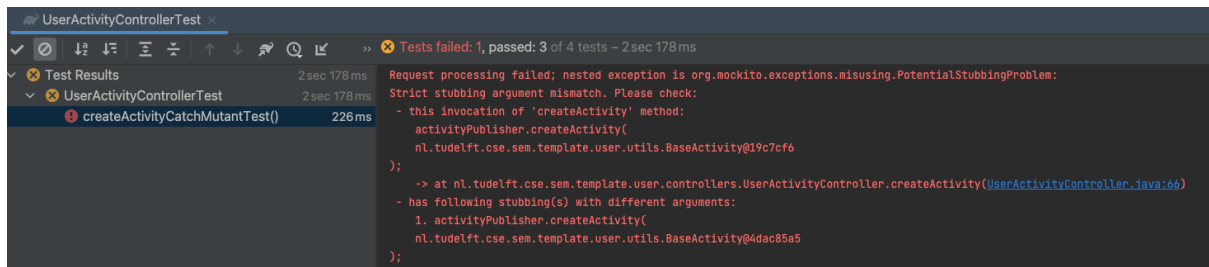 UserActivityControllerTest ×
Tests failed: 1, passed: 3 of 4 tests – 2 sec 178 ms
Test Results 2 sec 178 ms
UserActivityControllerTest 2 sec 178 ms
createActivityCatchMutantTest() 226 ms
Request processing failed; nested exception is org.mockito.exceptions.misusing.PotentialStubbingProblem:
Strict stubbing argument mismatch. Please check:
- this invocation of 'createActivity' method:
activityPublisher.createActivity(
nl.tudelft.cse.sem.template.user.utils.BaseActivity@19c7cf6
);
-> at nl.tudelft.cse.sem.template.user.controllers.UserActivityController.createActivity(UserActivityController.java:66)
- has following stubbing(s) with different arguments:
1. activityPublisher.createActivity(
nl.tudelft.cse.sem.template.user.utils.BaseActivity@4dac85a5
);